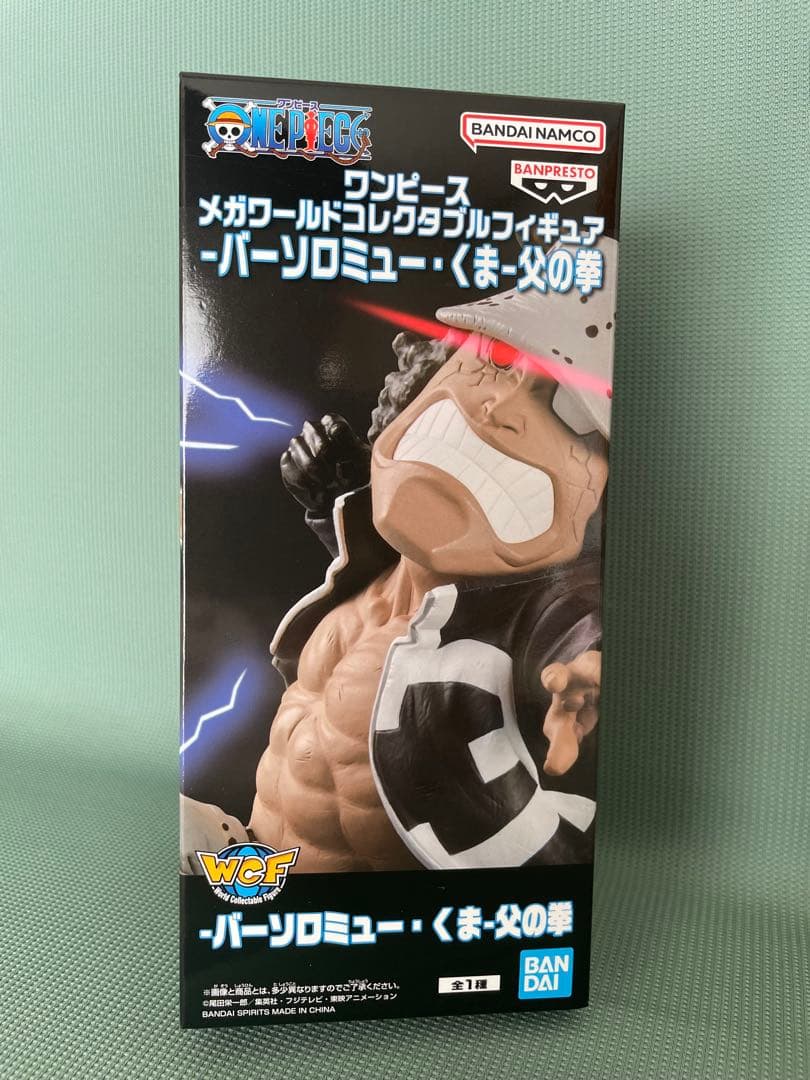 ワンピース
ONE PIECE
BANDAI NAMCO
BANPRESTO
ワンピース
メガワールドコレクタブルフィギュア
-バーソロミュー・くま-父の拳
WCF
-World Collectable Figure-
-バーソロミュー・くま-父の拳
※画像と商品とは、多少異なりますのでご了承ください。
©尾田栄一郎／集英社・フジテレビ・東映アニメーション
BANDAI SPIRITS MADE IN CHINA
全1種
BAN
DAI